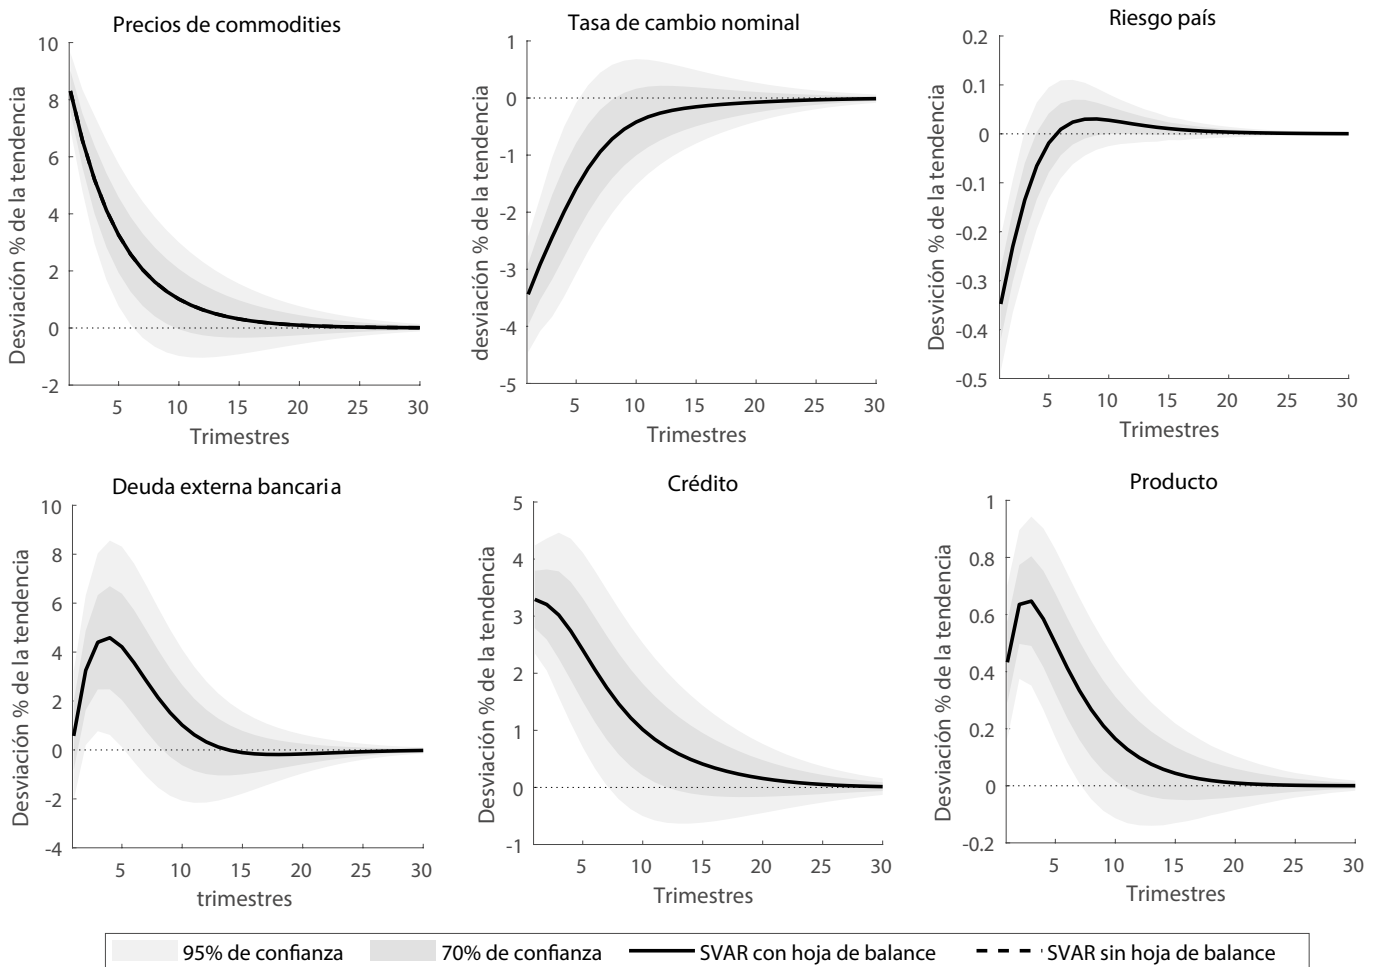 Precios de commodities
Desviación % de la tendencia
10
8
6
4
2
0
-2
5 10 15 20 25 30
Trimestres
Tasa de cambio nominal
desviación % de la tendencia
1
0
-1
-2
-3
-4
-5
5 10 15 20 25 30
Trimestres
Riesgo país
Desvición % de la tendencia
0.2
0.1
0
-0.1
-0.2
-0.3
-0.4
-0.5
5 10 15 20 25 30
Trimestres
Deuda externa bancaria
Desviación % de la tendencia
10
8
6
4
2
0
-2
-4
5 10 15 20 25 30
trimestres
Crédito
Desviación % de la tendencia
5
4
3
2
1
0
-1
5 10 15 20 25 30
Trimestres
Producto
Desviación % de la tendencia
1
0.8
0.6
0.4
0.2
0
-0.2
5 10 15 20 25 30
Trimestres
95% de confianza 70% de confianza SVAR con hoja de balance SVAR sin hoja de balance